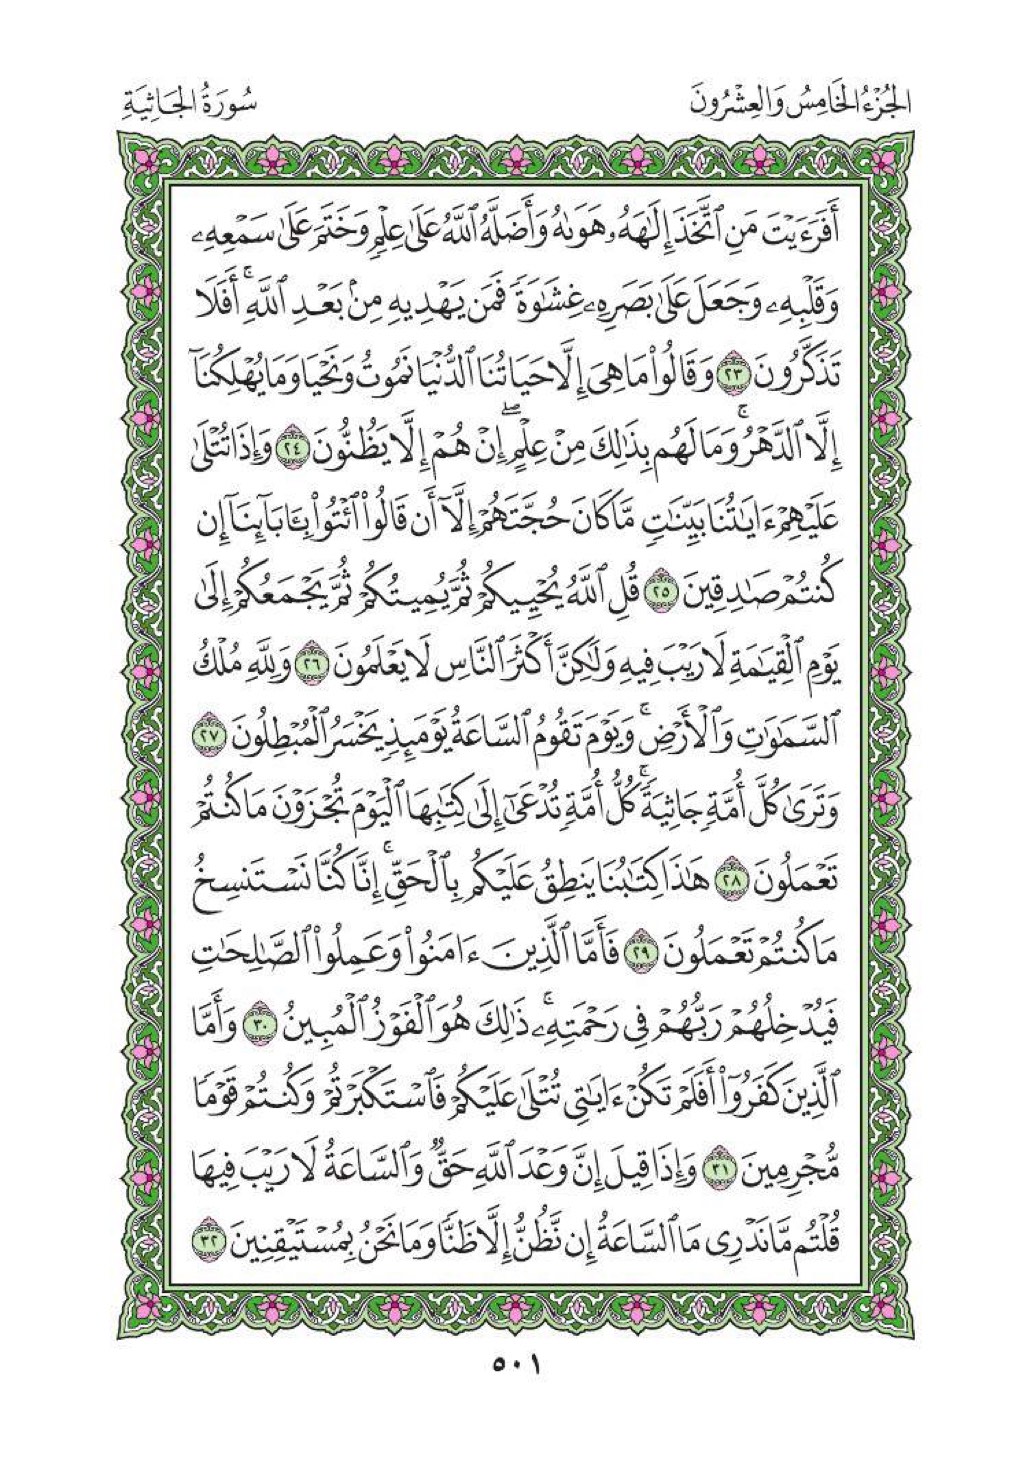 الجُزْءُ الخَامِسُ وَالعِشْرُونَ
سُورَةُ الجَاثِيَةِ
أَفَرَءَيْتَ مَنِ ٱتَّخَذَ إِلَٰهَهُۥ هَوَىٰهُ وَأَضَلَّهُ ٱللَّهُ عَلَىٰ عِلْمٍ وَخَتَمَ عَلَىٰ سَمْعِهِۦ
وَقَلْبِهِۦ وَجَعَلَ عَلَىٰ بَصَرِهِۦ غِشَٰوَةً فَمَن يَهْدِيهِ مِنۢ بَعْدِ ٱللَّهِ ۚ أَفَلَا
تَذَكَّرُونَ ٢٣ وَقَالُوا۟ مَا هِىَ إِلَّا حَيَاتُنَا ٱلدُّنْيَا نَمُوتُ وَنَحْيَا وَمَا يُهْلِكُنَآ
إِلَّا ٱلدَّهْرُ ۚ وَمَا لَهُم بِذَٰلِكَ مِنْ عِلْمٍ ۖ إِنْ هُمْ إِلَّا يَظُنُّونَ ٢٤ وَإِذَا تُتْلَىٰ
عَلَيْهِمْ ءَايَٰتُنَا بَيِّنَٰتٍ مَّا كَانَ حُجَّتَهُمْ إِلَّآ أَن قَالُوا۟ ٱئْتُوا۟ بِـَٔابَآئِنَآ إِن
كُنتُمْ صَٰدِقِينَ ٢٥ قُلِ ٱللَّهُ يُحْيِيكُمْ ثُمَّ يُمِيتُكُمْ ثُمَّ يَجْمَعُكُمْ إِلَىٰ
يَوْمِ ٱلْقِيَٰمَةِ لَا رَيْبَ فِيهِ وَلَٰكِنَّ أَكْثَرَ ٱلنَّاسِ لَا يَعْلَمُونَ ٢٦ وَلِلَّهِ مُلْكُ
ٱلسَّمَٰوَٰتِ وَٱلْأَرْضِ ۚ وَيَوْمَ تَقُومُ ٱلسَّاعَةُ يَوْمَئِذٍ يَخْسَرُ ٱلْمُبْطِلُونَ ٢٧
وَتَرَىٰ كُلَّ أُمَّةٍ جَاثِيَةً ۚ كُلُّ أُمَّةٍ تُدْعَىٰٓ إِلَىٰ كِتَٰبِهَا ٱلْيَوْمَ تُجْزَوْنَ مَا كُنتُمْ
تَعْمَلُونَ ٢٨ هَٰذَا كِتَٰبُنَا يَنطِقُ عَلَيْكُم بِٱلْحَقِّ ۚ إِنَّا كُنَّا نَسْتَنسِخُ
مَا كُنتُمْ تَعْمَلُونَ ٢٩ فَأَمَّا ٱلَّذِينَ ءَامَنُوا۟ وَعَمِلُوا۟ ٱلصَّٰلِحَٰتِ
فَيُدْخِلُهُمْ رَبُّهُمْ فِى رَحْمَتِهِۦ ۚ ذَٰلِكَ هُوَ ٱلْفَوْزُ ٱلْمُبِينُ ٣٠ وَأَمَّا
ٱلَّذِينَ كَفَرُوٓا۟ أَفَلَمْ تَكُنْ ءَايَٰتِى تُتْلَىٰ عَلَيْكُمْ فَٱسْتَكْبَرْتُمْ وَكُنتُمْ قَوْمًا
مُّجْرِمِينَ ٣١ وَإِذَا قِيلَ إِنَّ وَعْدَ ٱللَّهِ حَقٌّ وَٱلسَّاعَةُ لَا رَيْبَ فِيهَا
قُلْتُم مَّا نَدْرِى مَا ٱلسَّاعَةُ إِن نَّظُنُّ إِلَّا ظَنًّا وَمَا نَحْنُ بِمُسْتَيْقِنِينَ ٣٢
٥٠١